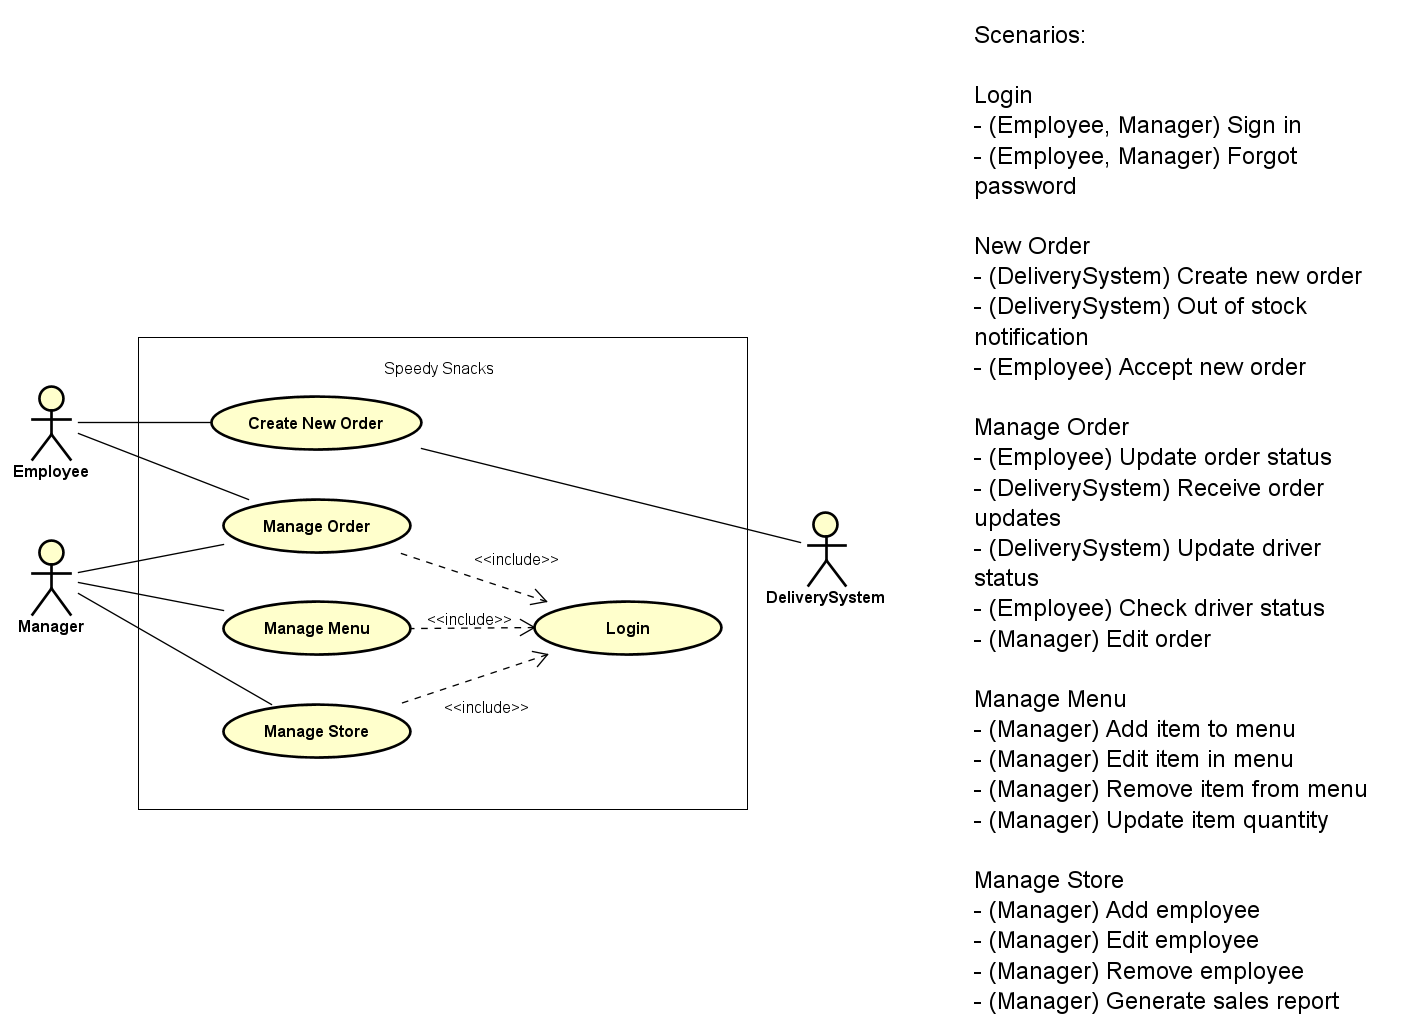 Speedy Snacks
Create New Order
Employee
Manage Order
<<include>>
DeliverySystem
Manager
Manage Menu
<<include>>
Login
Manage Store
<<include>>
Scenarios:
Login
- (Employee, Manager) Sign in
- (Employee, Manager) Forgot
password
New Order
- (DeliverySystem) Create new order
- (DeliverySystem) Out of stock
notification
- (Employee) Accept new order
Manage Order
- (Employee) Update order status
- (DeliverySystem) Receive order
updates
- (DeliverySystem) Update driver
status
- (Employee) Check driver status
- (Manager) Edit order
Manage Menu
- (Manager) Add item to menu
- (Manager) Edit item in menu
- (Manager) Remove item from menu
- (Manager) Update item quantity
Manage Store
- (Manager) Add employee
- (Manager) Edit employee
- (Manager) Remove employee
- (Manager) Generate sales report